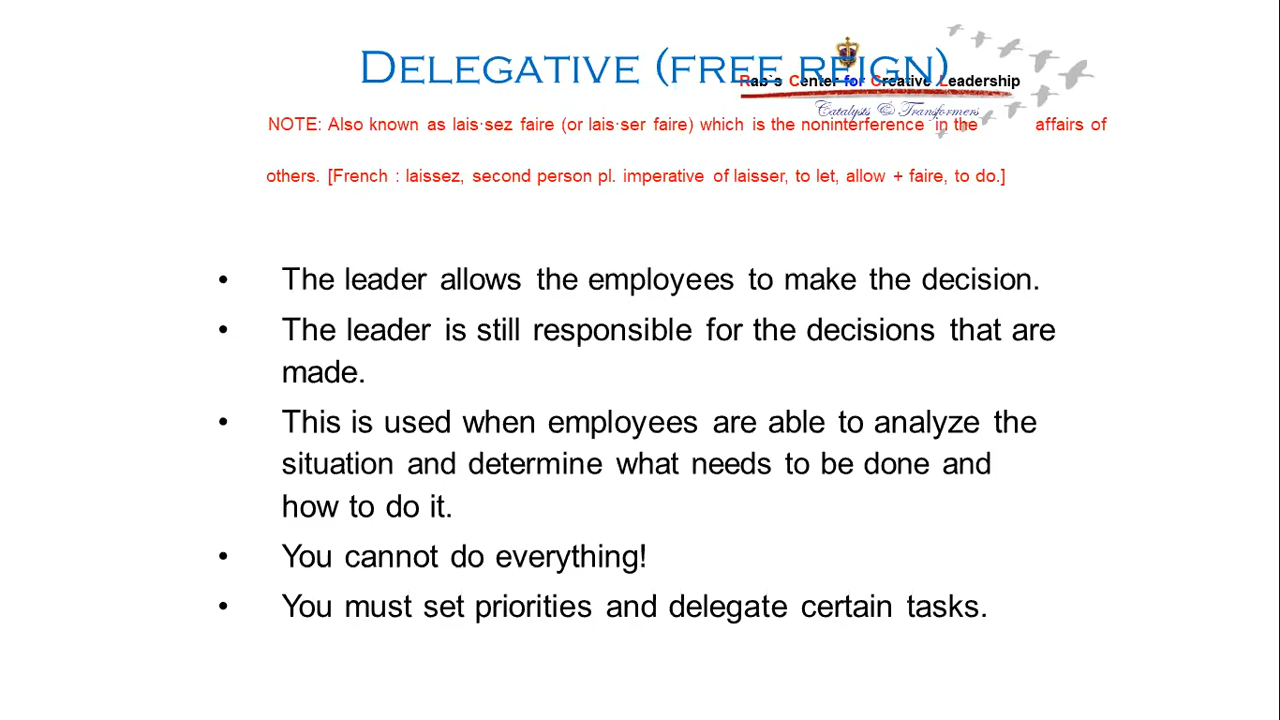 DELEGATIVE (FREE REIGN)
Rab`s Center for Creative Leadership
Catalysts & Transformers
NOTE: Also known as lais·sez faire (or lais·ser faire) which is the noninterference in the affairs of
others. [French : laissez, second person pl. imperative of laisser, to let, allow + faire, to do.]
• The leader allows the employees to make the decision.
• The leader is still responsible for the decisions that are
made.
• This is used when employees are able to analyze the
situation and determine what needs to be done and
how to do it.
• You cannot do everything!
• You must set priorities and delegate certain tasks.